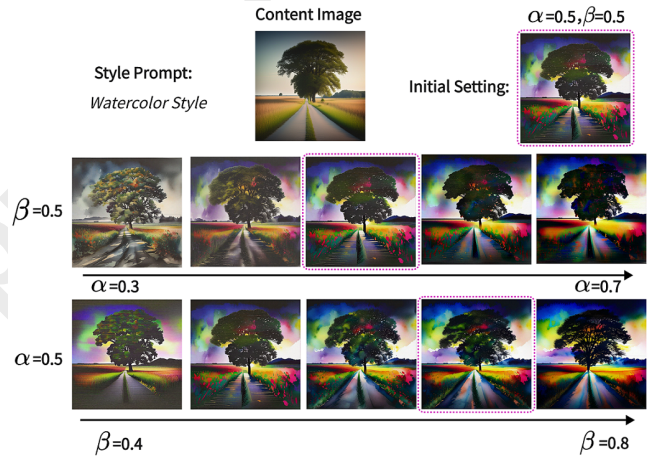 Content Image
α=0.5,β=0.5
Style Prompt:
Watercolor Style
Initial Setting:
β=0.5
α=0.3
α=0.7
α=0.5
β=0.4
β=0.8